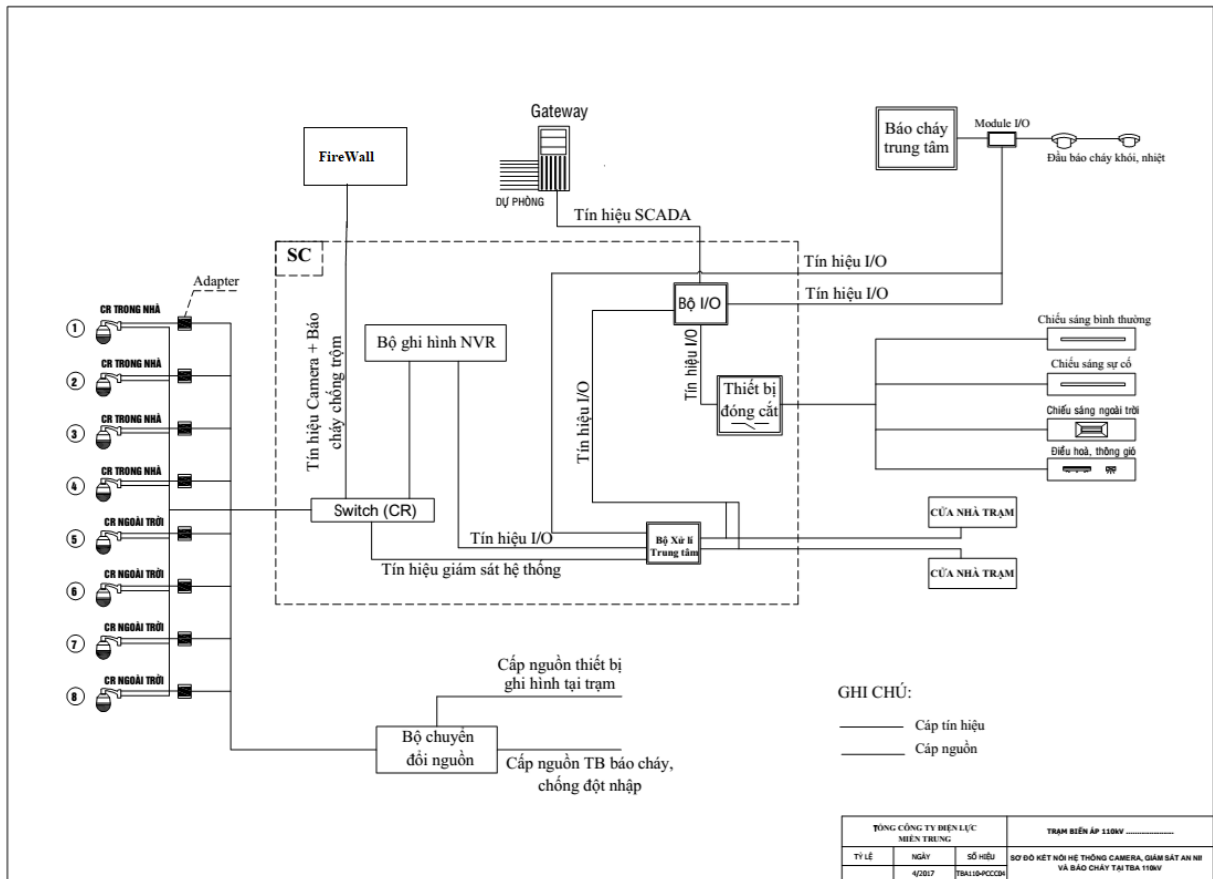 Gateway
FireWall
Báo cháy
trung tâm
Module I/O
Đầu báo cháy khói, nhiệt
DỰ PHÒNG
Tín hiệu SCADA
SC
Tín hiệu I/O
Tín hiệu I/O
Adapter
Bộ I/O
1
CR TRONG NHÀ
2
CR TRONG NHÀ
3
CR TRONG NHÀ
4
CR TRONG NHÀ
5
CR NGOÀI TRỜI
6
CR NGOÀI TRỜI
7
CR NGOÀI TRỜI
8
CR NGOÀI TRỜI
Tín hiệu Camera + Báo
cháy chống trộm
Bộ ghi hình NVR
Tín hiệu I/O
Tín hiệu I/O
Thiết bị
đóng cắt
Chiếu sáng bình thường
Chiếu sáng sự cố
Chiếu sáng ngoài trời
Điều hoà, thông gió
Switch (CR)
Tín hiệu I/O
Tín hiệu giám sát hệ thống
Bộ Xử lí
Trung tâm
CỬA NHÀ TRẠM
CỬA NHÀ TRẠM
Cấp nguồn thiết bị
ghi hình tại trạm
Bộ chuyển
đổi nguồn
Cấp nguồn TB báo cháy,
chống đột nhập
GHI CHÚ:
Cáp tín hiệu
Cáp nguồn
TỔNG CÔNG TY ĐIỆN LỰC
MIỀN TRUNG
TRẠM BIẾN ÁP 110kV ......................
TỶ LỆ
NGÀY
SỐ HIỆU
4/2017
TBA110-PCCC04
SƠ ĐỒ KẾT NỐI HỆ THỐNG CAMERA, GIÁM SÁT AN NI
VÀ BÁO CHÁY TẠI TBA 110kV